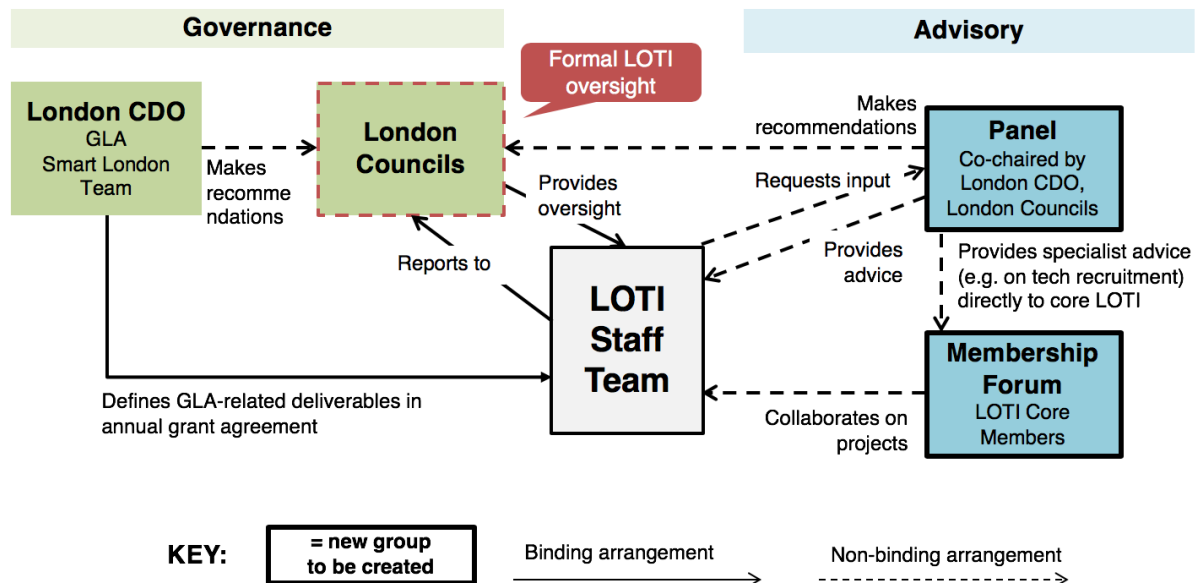 Governance
Advisory
Formal LOTI
oversight
London CDO
GLA
Smart London
Team
Makes
recomme
ndations
London
Councils
Makes
recommendations
Panel
Co-chaired by
London CDO,
London Councils
Provides
oversight
Requests input
Reports to
Provides
advice
Provides specialist advice
(e.g. on tech recruitment)
directly to core LOTI
LOTI
Staff
Team
Membership
Forum
LOTI Core
Members
Defines GLA-related deliverables in
annual grant agreement
Collaborates on
projects
KEY:
= new group
to be created
Binding arrangement
Non-binding arrangement